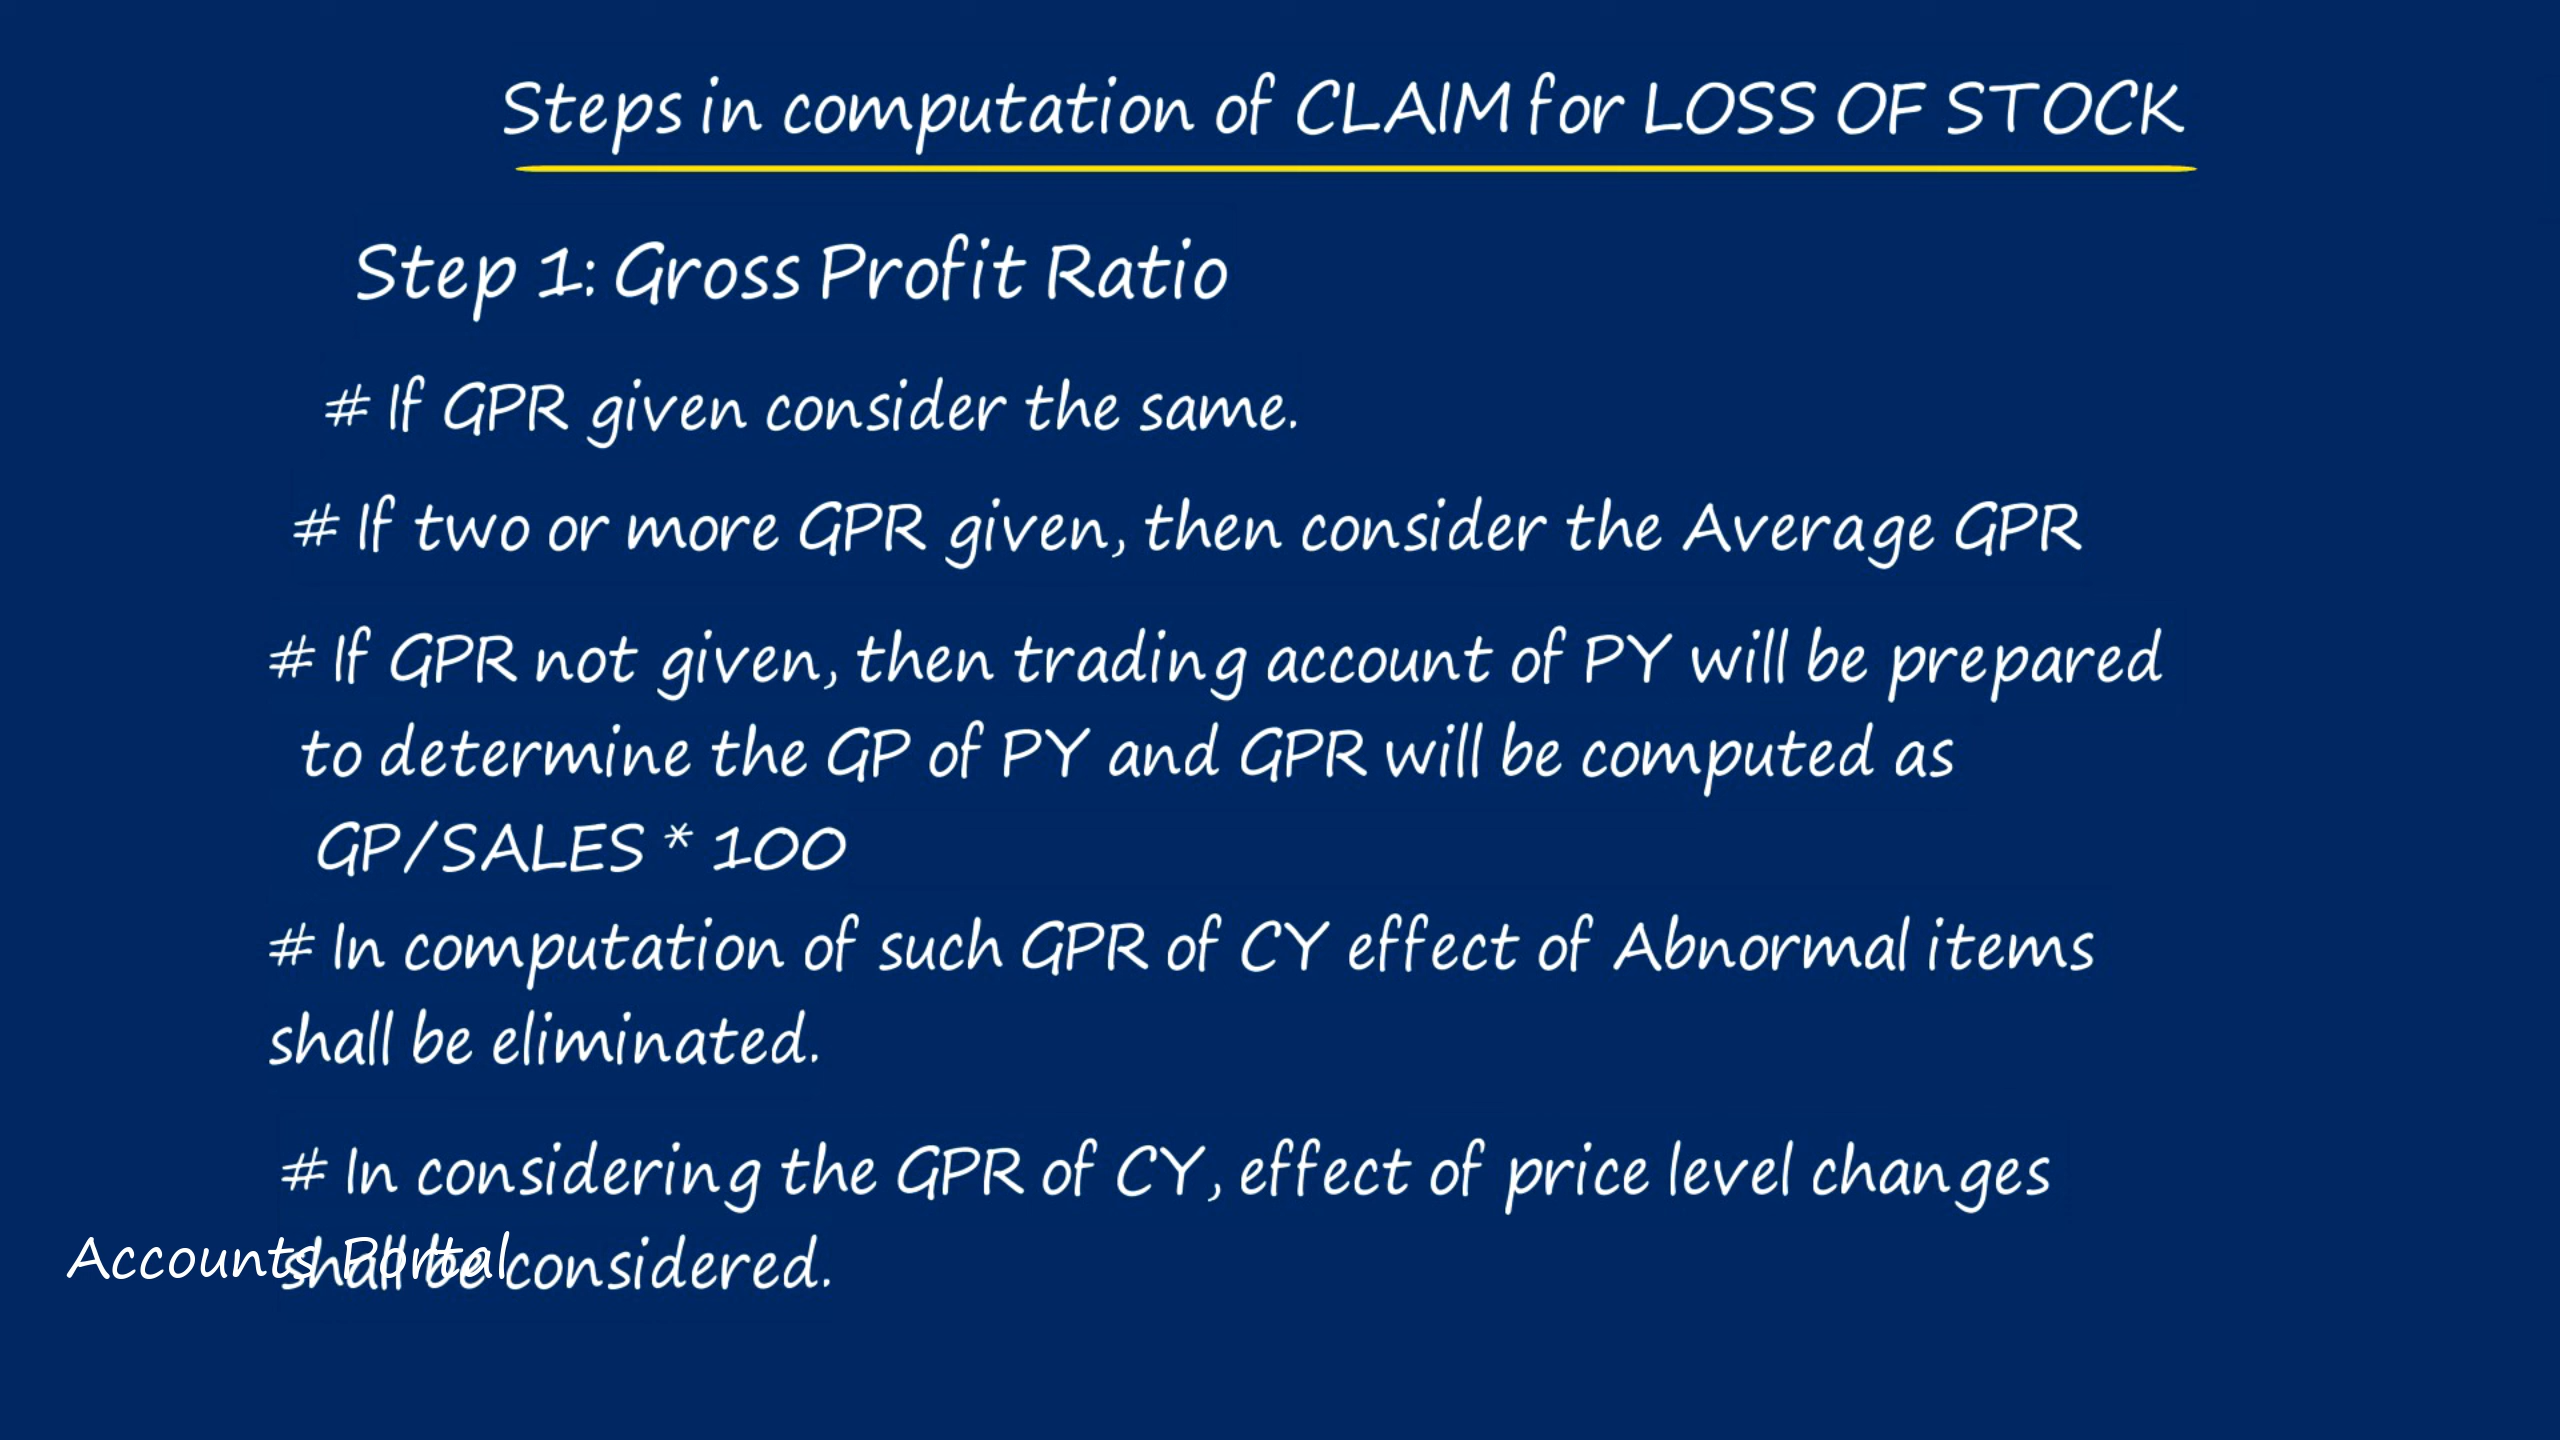 Steps in computation of CLAIM for LOSS OF STOCK
Step 1: Gross Profit Ratio
# If GPR given consider the same.
# If two or more GPR given, then consider the Average GPR
# If GPR not given, then trading account of PY will be prepared
to determine the GP of PY and GPR will be computed as
GP/SALES * 100
# In computation of such GPR of CY effect of Abnormal items
shall be eliminated.
# In considering the GPR of CY, effect of price level changes
shall be considered.
Accounts Portal